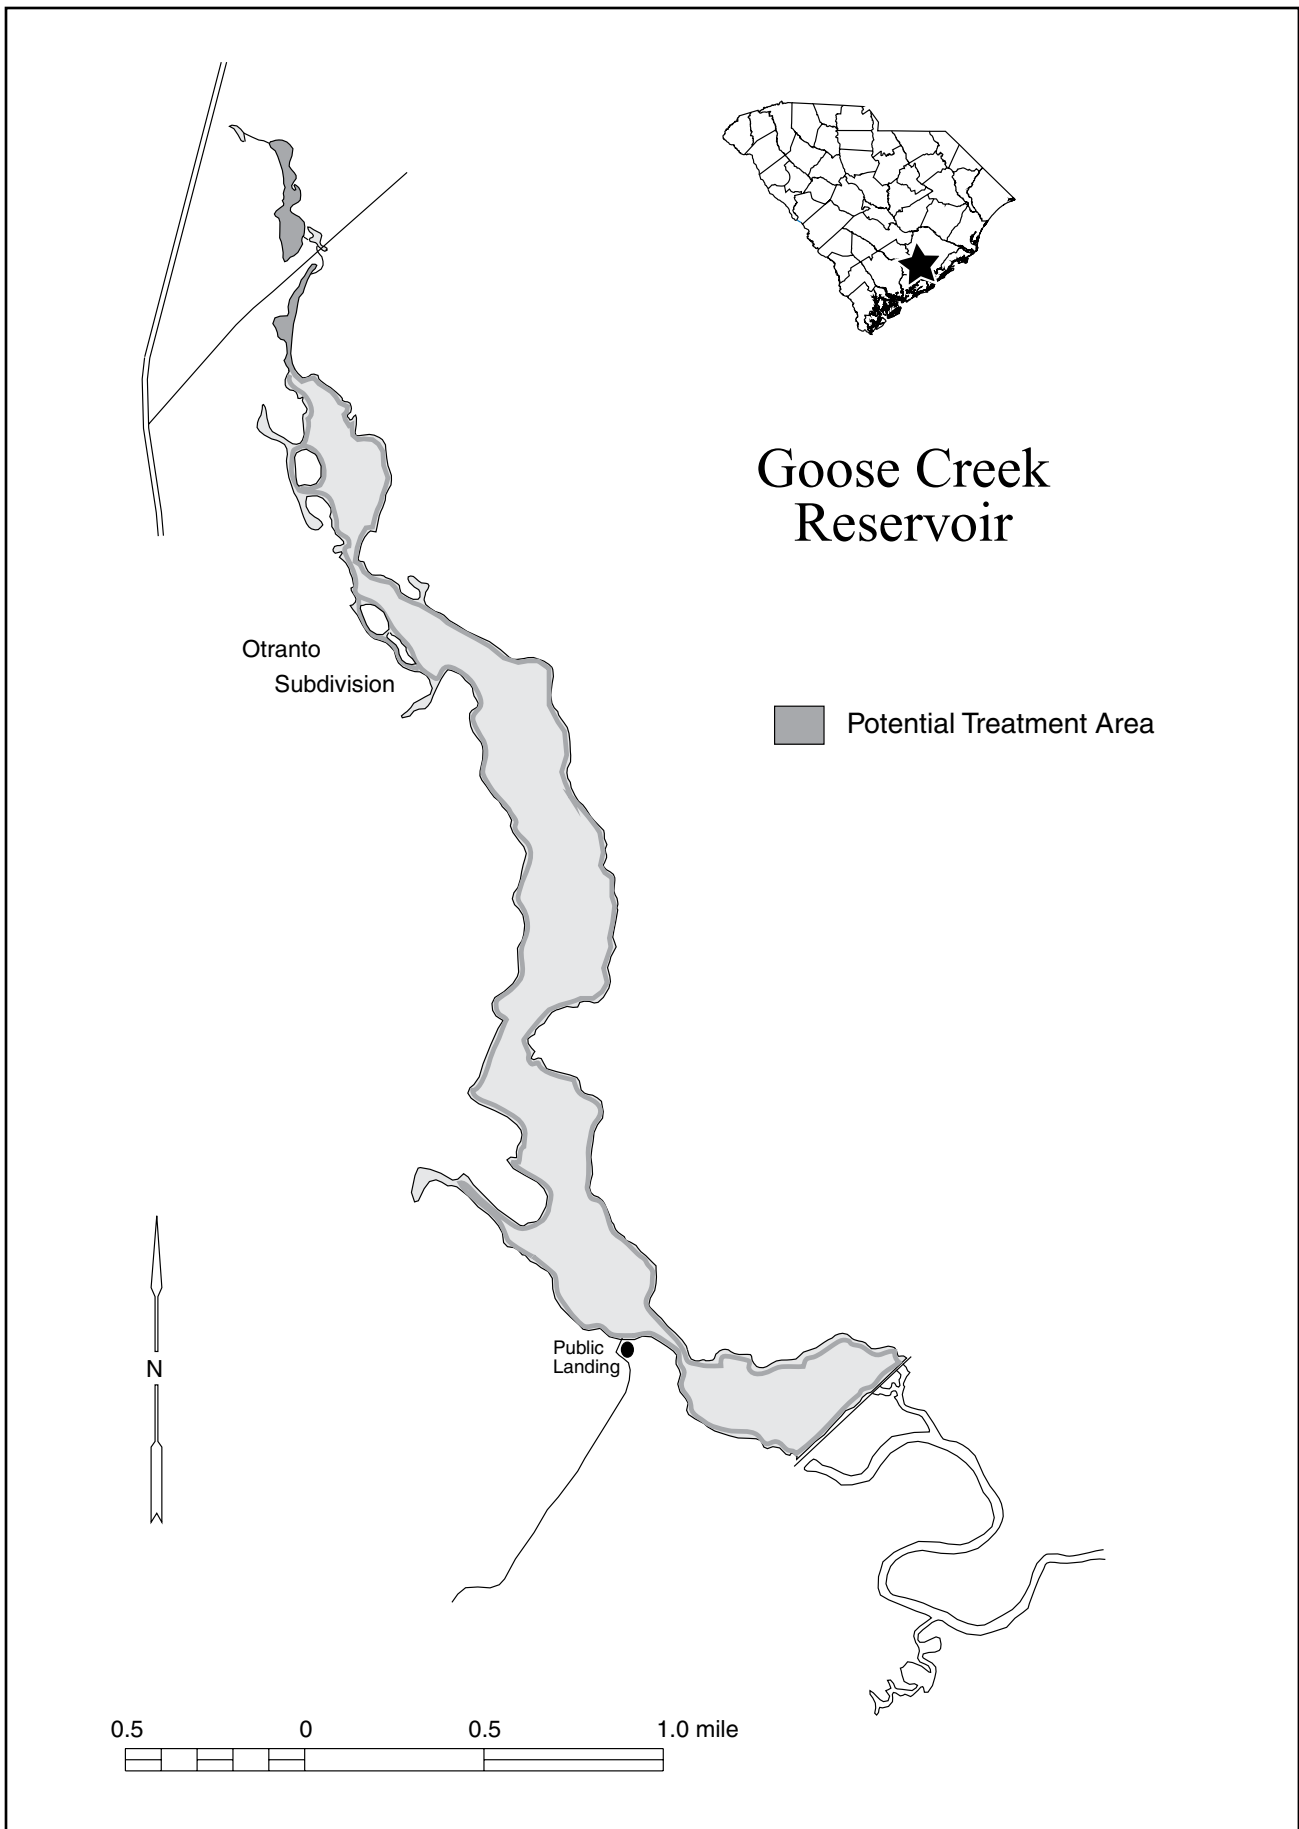 Goose Creek
Reservoir
Otranto
Subdivision
Potential Treatment Area
Public
Landing
N
0.5 0 0.5 1.0 mile